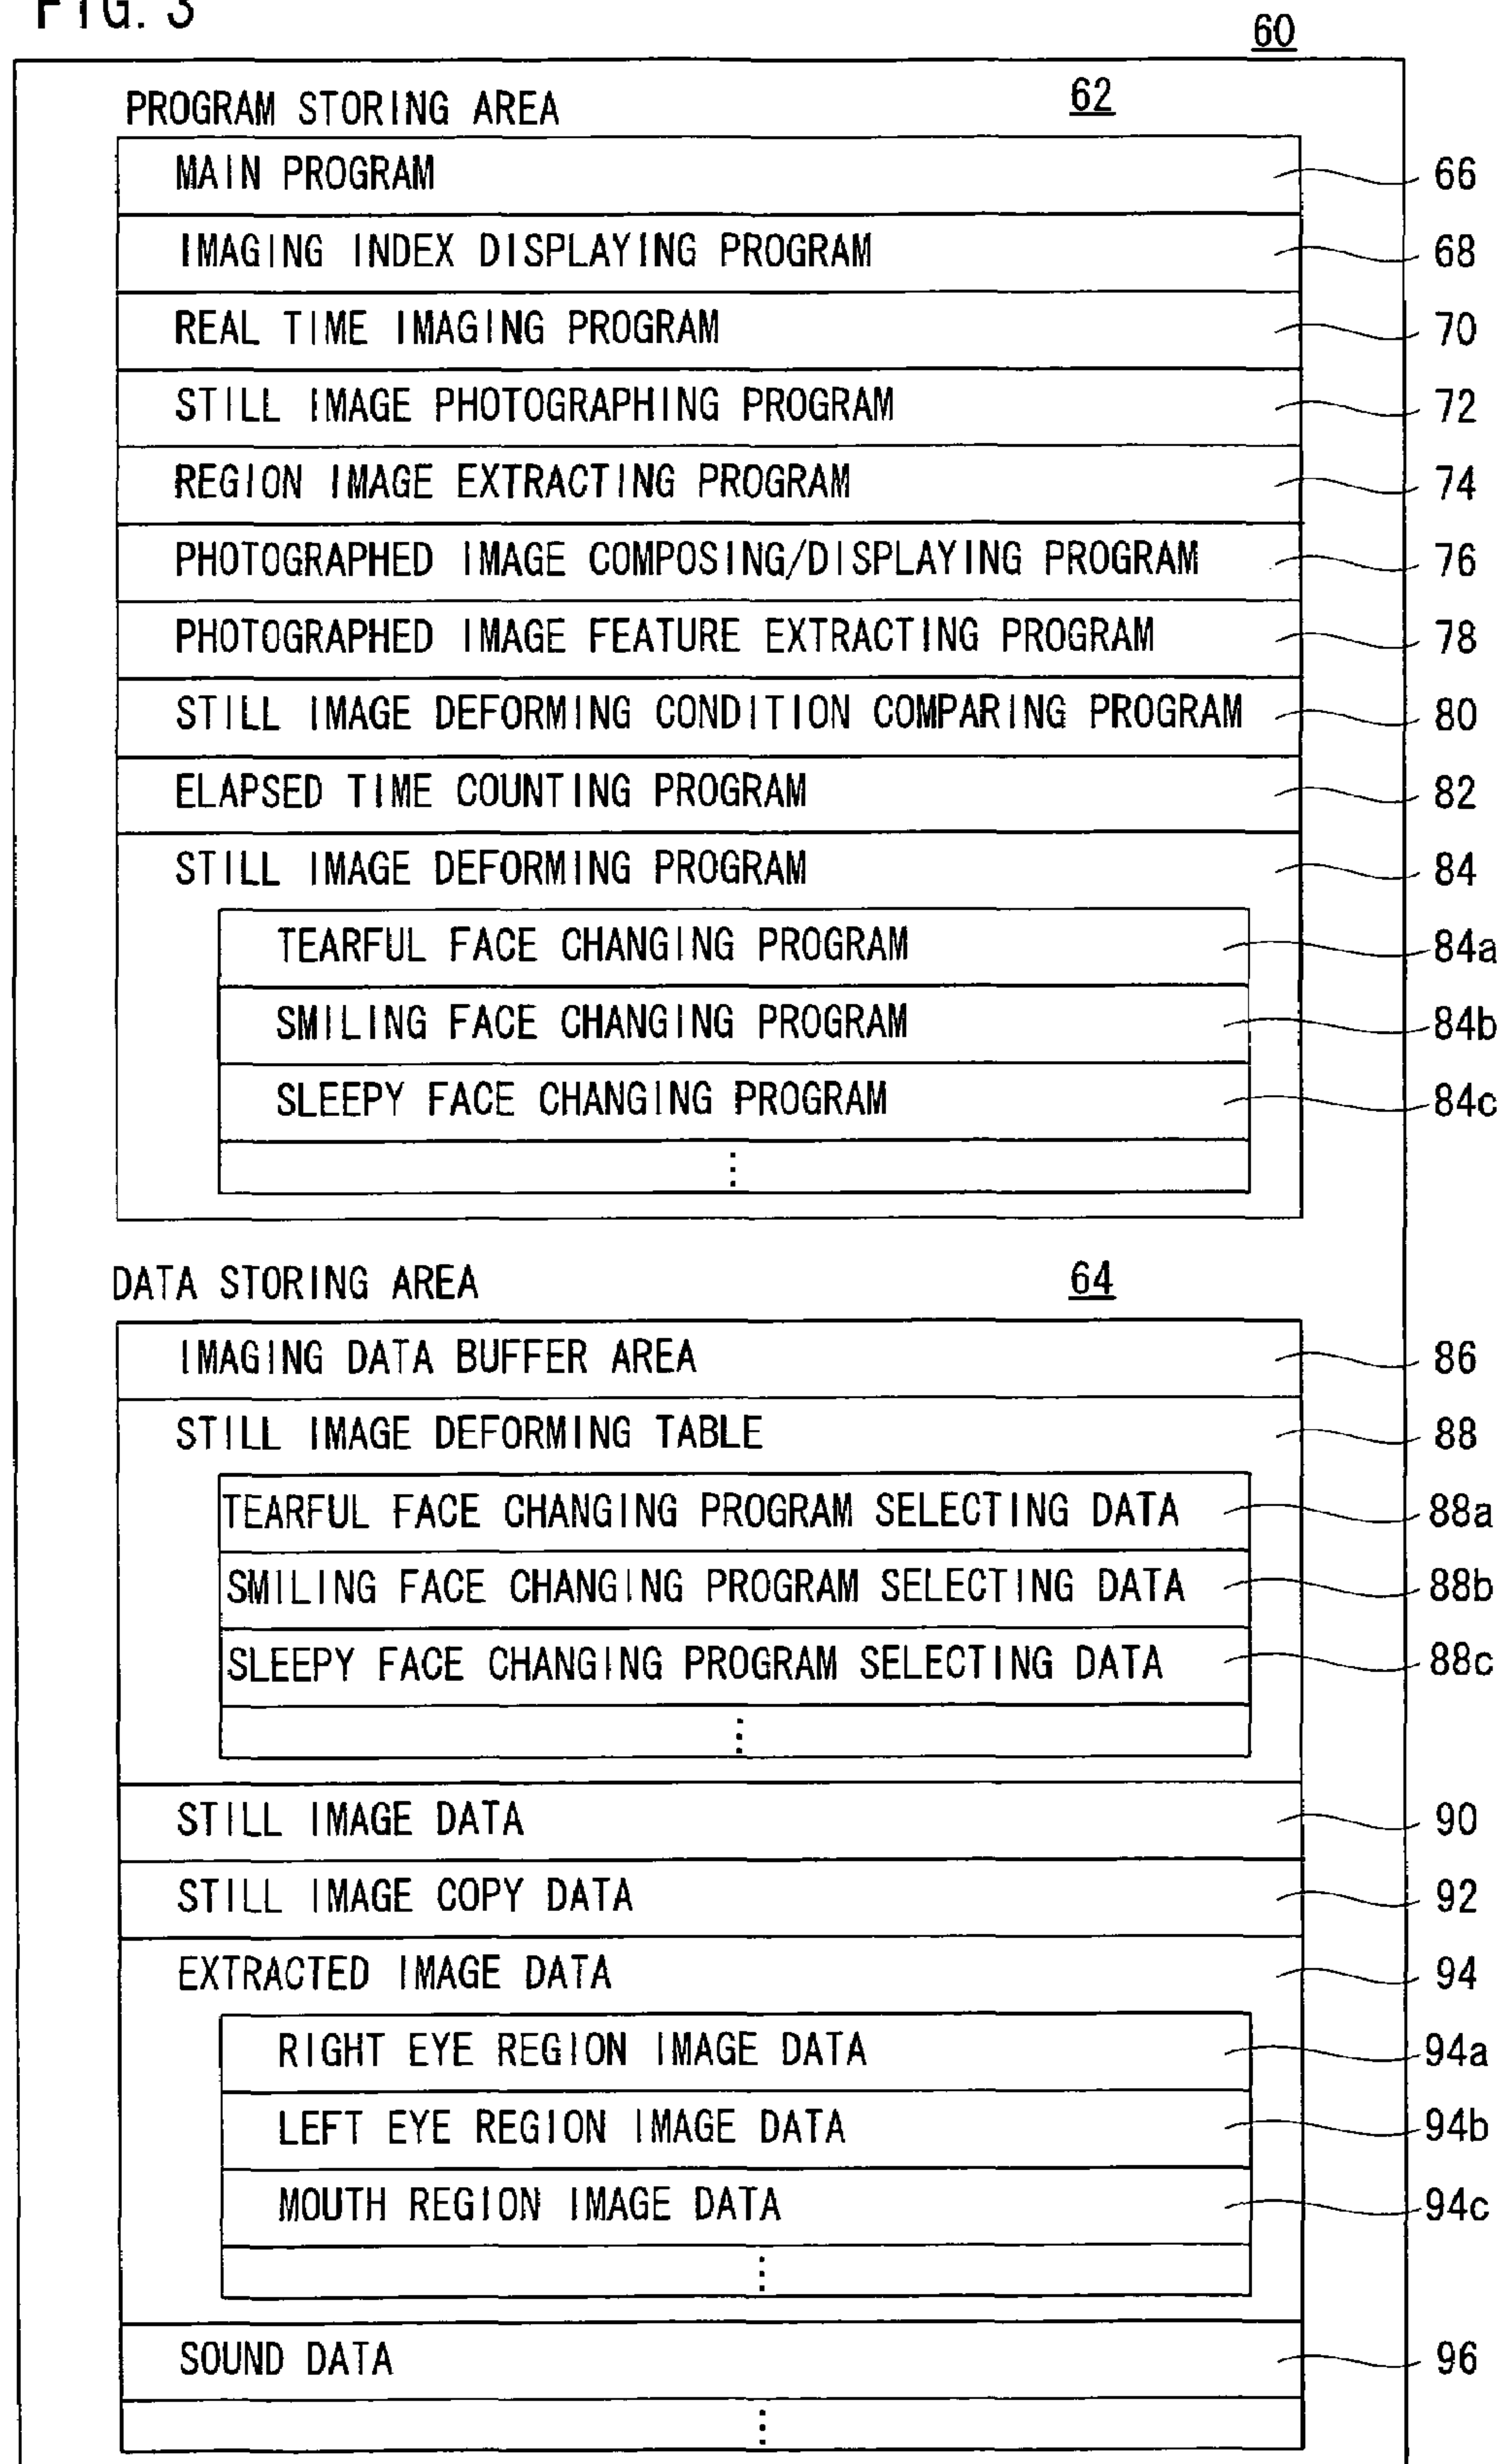 FIG. 3
60
PROGRAM STORING AREA 62
MAIN PROGRAM 66
IMAGING INDEX DISPLAYING PROGRAM 68
REAL TIME IMAGING PROGRAM 70
STILL IMAGE PHOTOGRAPHING PROGRAM 72
REGION IMAGE EXTRACTING PROGRAM 74
PHOTOGRAPHED IMAGE COMPOSING/DISPLAYING PROGRAM 76
PHOTOGRAPHED IMAGE FEATURE EXTRACTING PROGRAM 78
STILL IMAGE DEFORMING CONDITION COMPARING PROGRAM 80
ELAPSED TIME COUNTING PROGRAM 82
STILL IMAGE DEFORMING PROGRAM 84
TEARFUL FACE CHANGING PROGRAM 84a
SMILING FACE CHANGING PROGRAM 84b
SLEEPY FACE CHANGING PROGRAM 84c
⋮
DATA STORING AREA 64
IMAGING DATA BUFFER AREA 86
STILL IMAGE DEFORMING TABLE 88
TEARFUL FACE CHANGING PROGRAM SELECTING DATA 88a
SMILING FACE CHANGING PROGRAM SELECTING DATA 88b
SLEEPY FACE CHANGING PROGRAM SELECTING DATA 88c
⋮
STILL IMAGE DATA 90
STILL IMAGE COPY DATA 92
EXTRACTED IMAGE DATA 94
RIGHT EYE REGION IMAGE DATA 94a
LEFT EYE REGION IMAGE DATA 94b
MOUTH REGION IMAGE DATA 94c
⋮
SOUND DATA 96
⋮